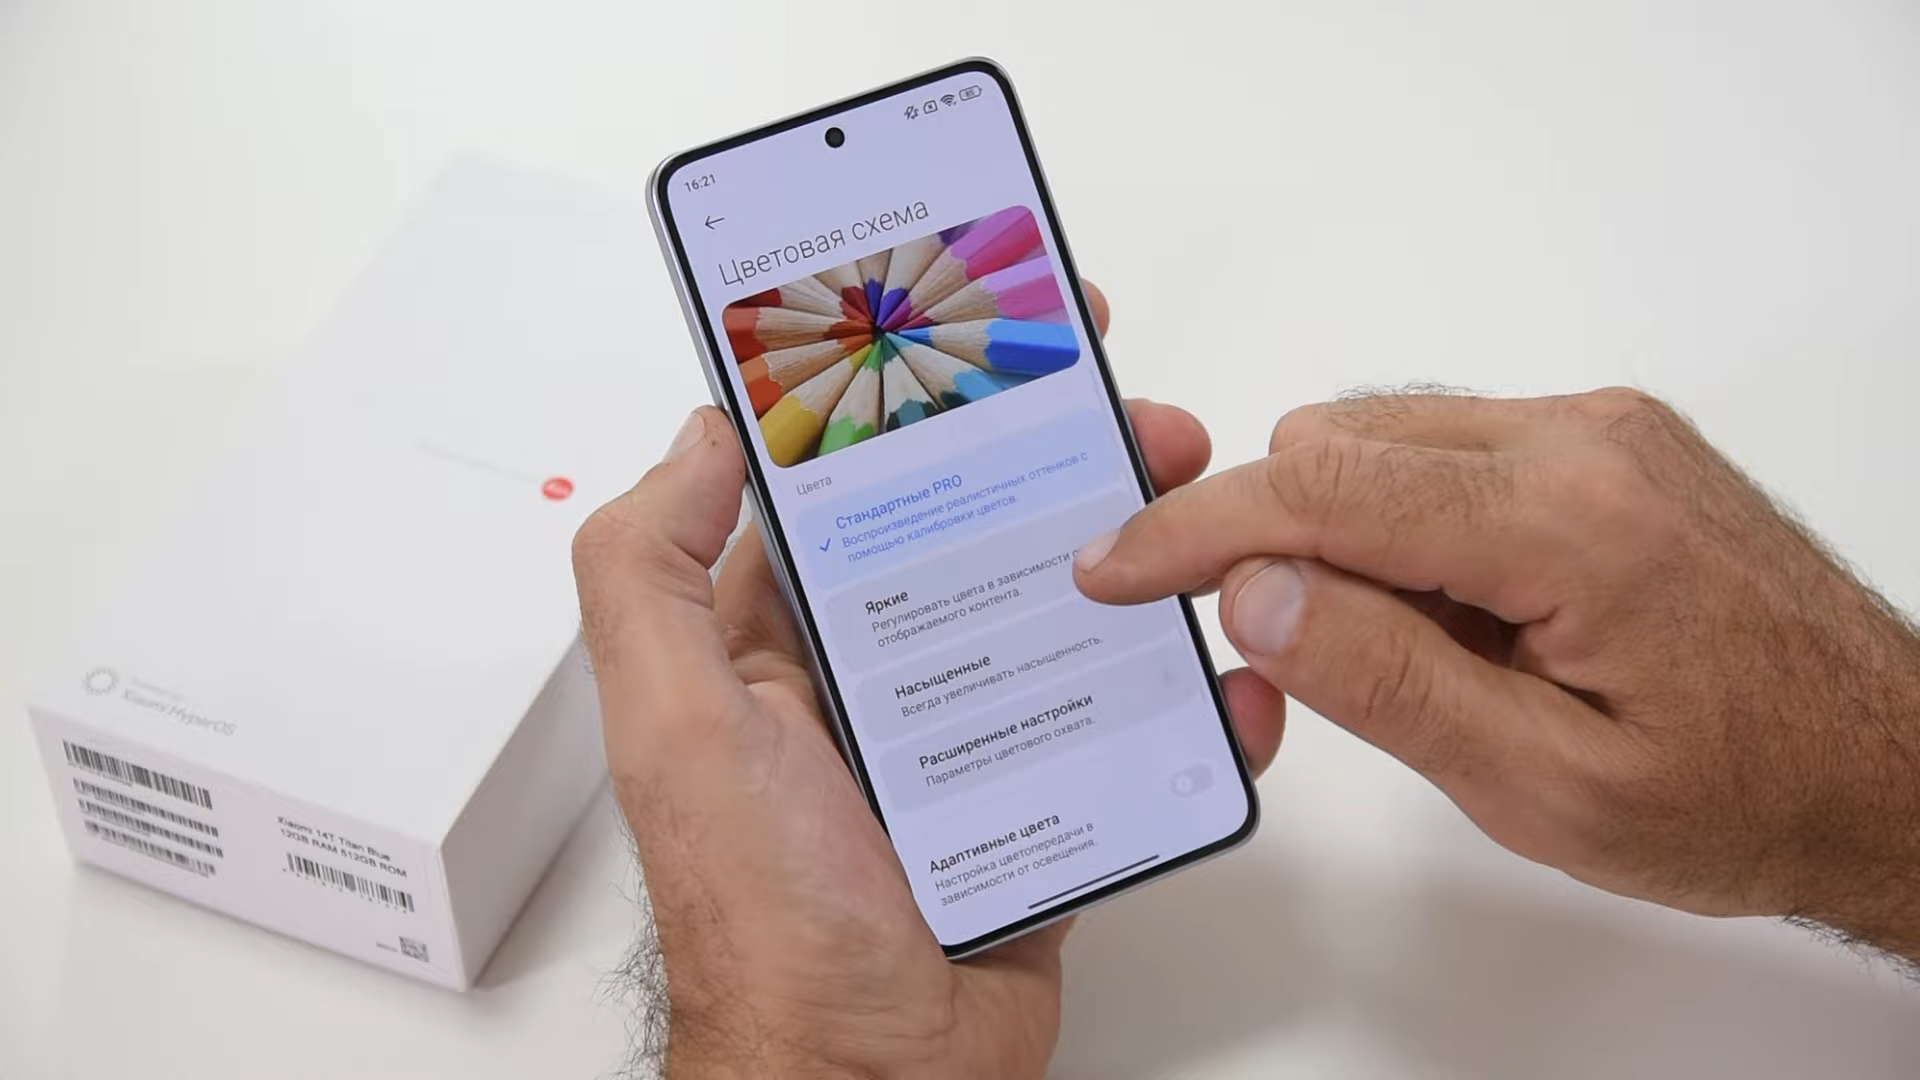 16:21
85
Цветовая схема
Цвета
Стандартные PRO
Воспроизведение реалистичных оттенков с
помощью калибровки цветов.
Яркие
Регулировать цвета в зависимости о
отображаемого контента.
Насыщенные
Всегда увеличивать насыщенность.
Расширенные настройки
Параметры цветового охвата.
Адаптивные цвета
Настройка цветопередачи в
зависимости от освещения.
Xiaomi HyperOS
Xiaomi 14T Titan Blue
12GB RAM 512GB ROM